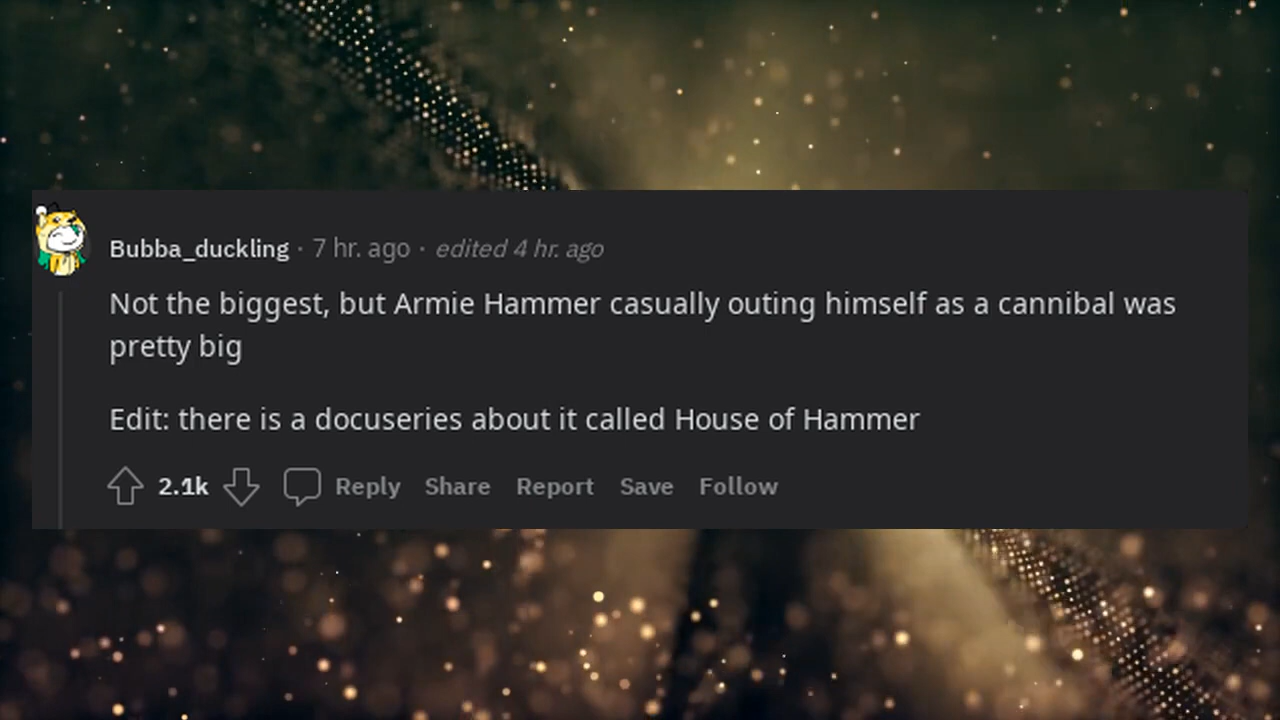 Bubba_duckling · 7 hr. ago · edited 4 hr. ago
Not the biggest, but Armie Hammer casually outing himself as a cannibal was
pretty big
Edit: there is a docuseries about it called House of Hammer
2.1k Reply Share Report Save Follow